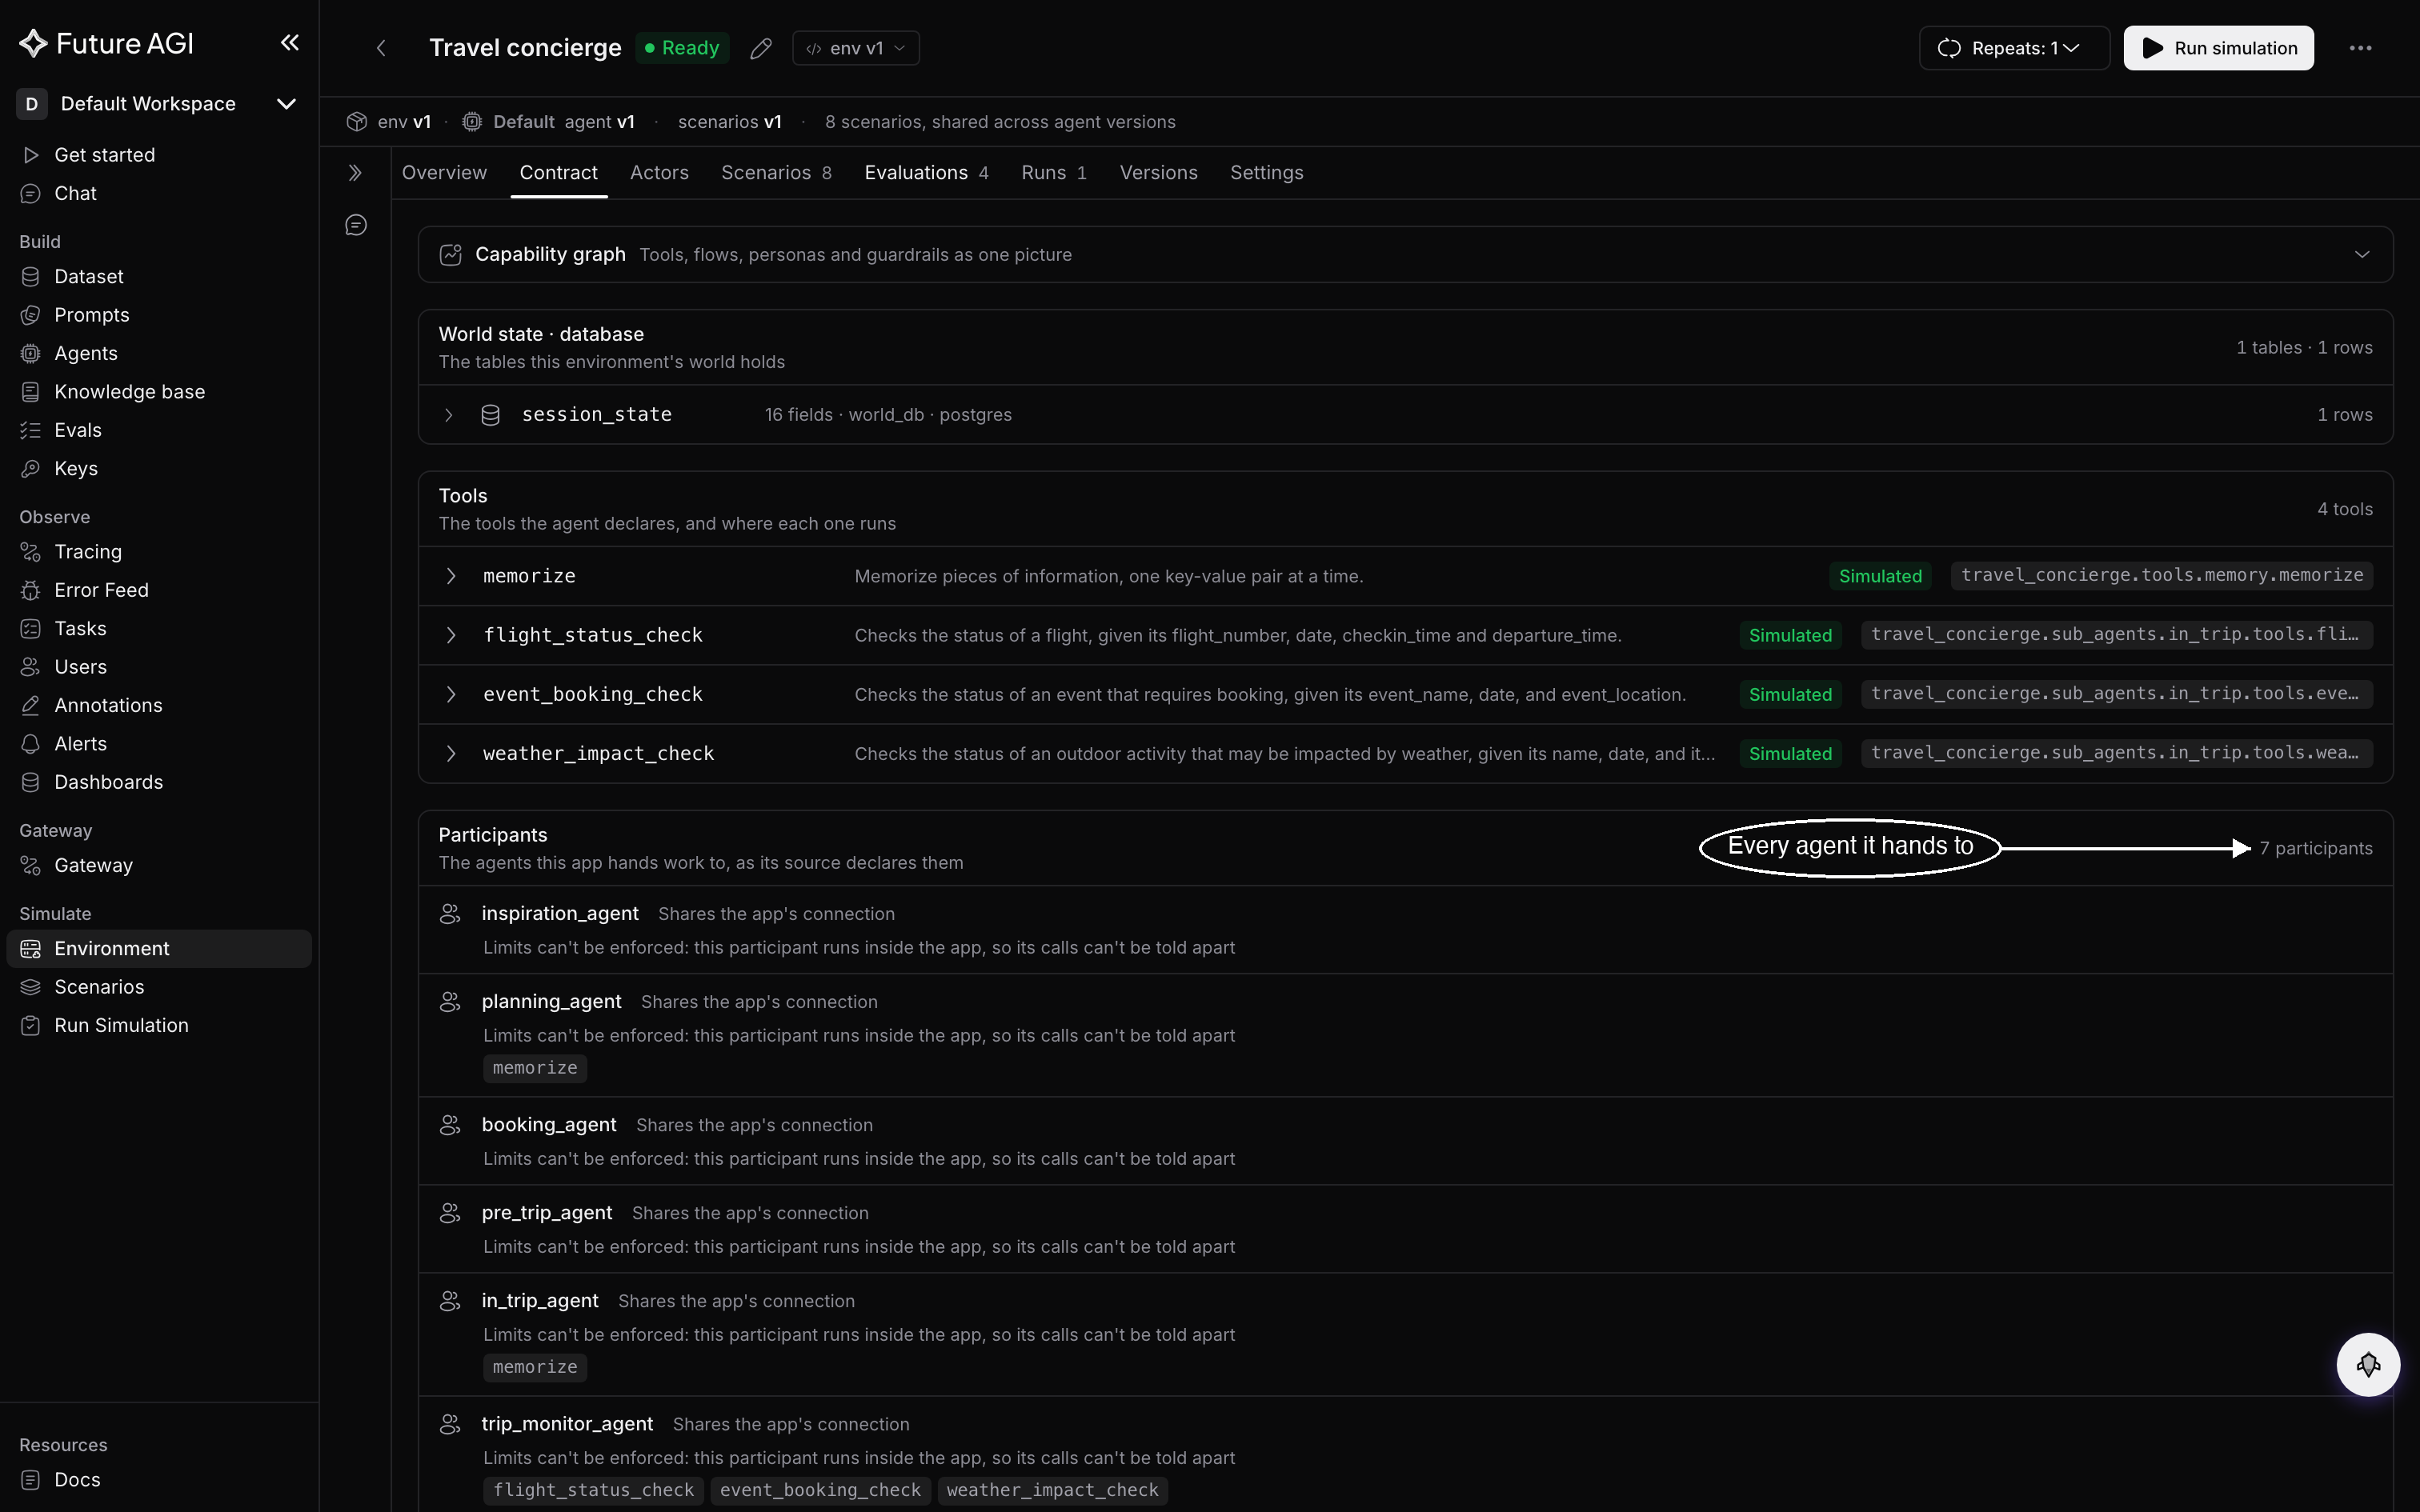 Future AGI
D Default Workspace
Get started
Chat
Build
Dataset
Prompts
Agents
Knowledge base
Evals
Keys
Observe
Tracing
Error Feed
Tasks
Users
Annotations
Alerts
Dashboards
Gateway
Gateway
Simulate
Environment
Scenarios
Run Simulation
Resources
Docs
Travel concierge Ready env v1 Repeats: 1 Run simulation
env v1 · Default agent v1 · scenarios v1 · 8 scenarios, shared across agent versions
Overview Contract Actors Scenarios 8 Evaluations 4 Runs 1 Versions Settings
Capability graph Tools, flows, personas and guardrails as one picture
World state · database
The tables this environment's world holds
1 tables · 1 rows
session_state 16 fields · world_db · postgres 1 rows
Tools
The tools the agent declares, and where each one runs
4 tools
memorize Memorize pieces of information, one key-value pair at a time. Simulated travel_concierge.tools.memory.memorize
flight_status_check Checks the status of a flight, given its flight_number, date, checkin_time and departure_time. Simulated travel_concierge.sub_agents.in_trip.tools.fli…
event_booking_check Checks the status of an event that requires booking, given its event_name, date, and event_location. Simulated travel_concierge.sub_agents.in_trip.tools.eve…
weather_impact_check Checks the status of an outdoor activity that may be impacted by weather, given its name, date, and it… Simulated travel_concierge.sub_agents.in_trip.tools.wea…
Participants
The agents this app hands work to, as its source declares them
Every agent it hands to
7 participants
inspiration_agent Shares the app's connection
Limits can't be enforced: this participant runs inside the app, so its calls can't be told apart
planning_agent Shares the app's connection
Limits can't be enforced: this participant runs inside the app, so its calls can't be told apart
memorize
booking_agent Shares the app's connection
Limits can't be enforced: this participant runs inside the app, so its calls can't be told apart
pre_trip_agent Shares the app's connection
Limits can't be enforced: this participant runs inside the app, so its calls can't be told apart
in_trip_agent Shares the app's connection
Limits can't be enforced: this participant runs inside the app, so its calls can't be told apart
memorize
trip_monitor_agent Shares the app's connection
Limits can't be enforced: this participant runs inside the app, so its calls can't be told apart
flight_status_check event_booking_check weather_impact_check